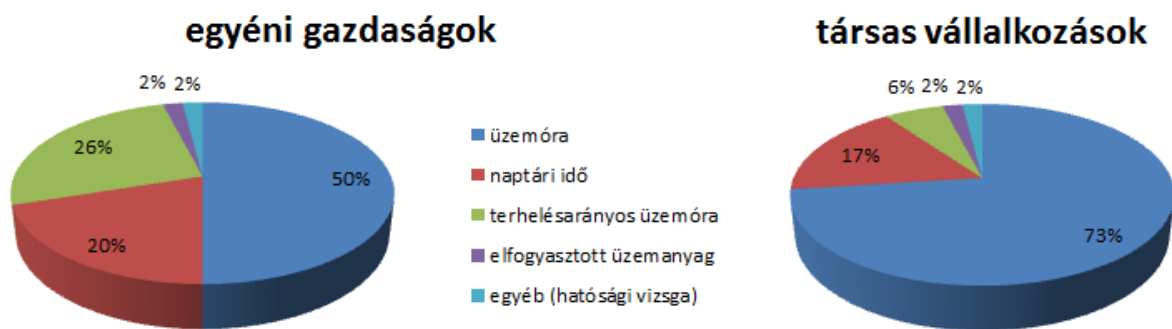 egyéni gazdaságok
2% 2%
26%
50%
20%
üzemóra
naptári idő
terhelésarányos üzemóra
elfogyasztott üzemanyag
egyéb (hatósági vizsga)
társas vállalkozások
6% 2% 2%
17%
73%